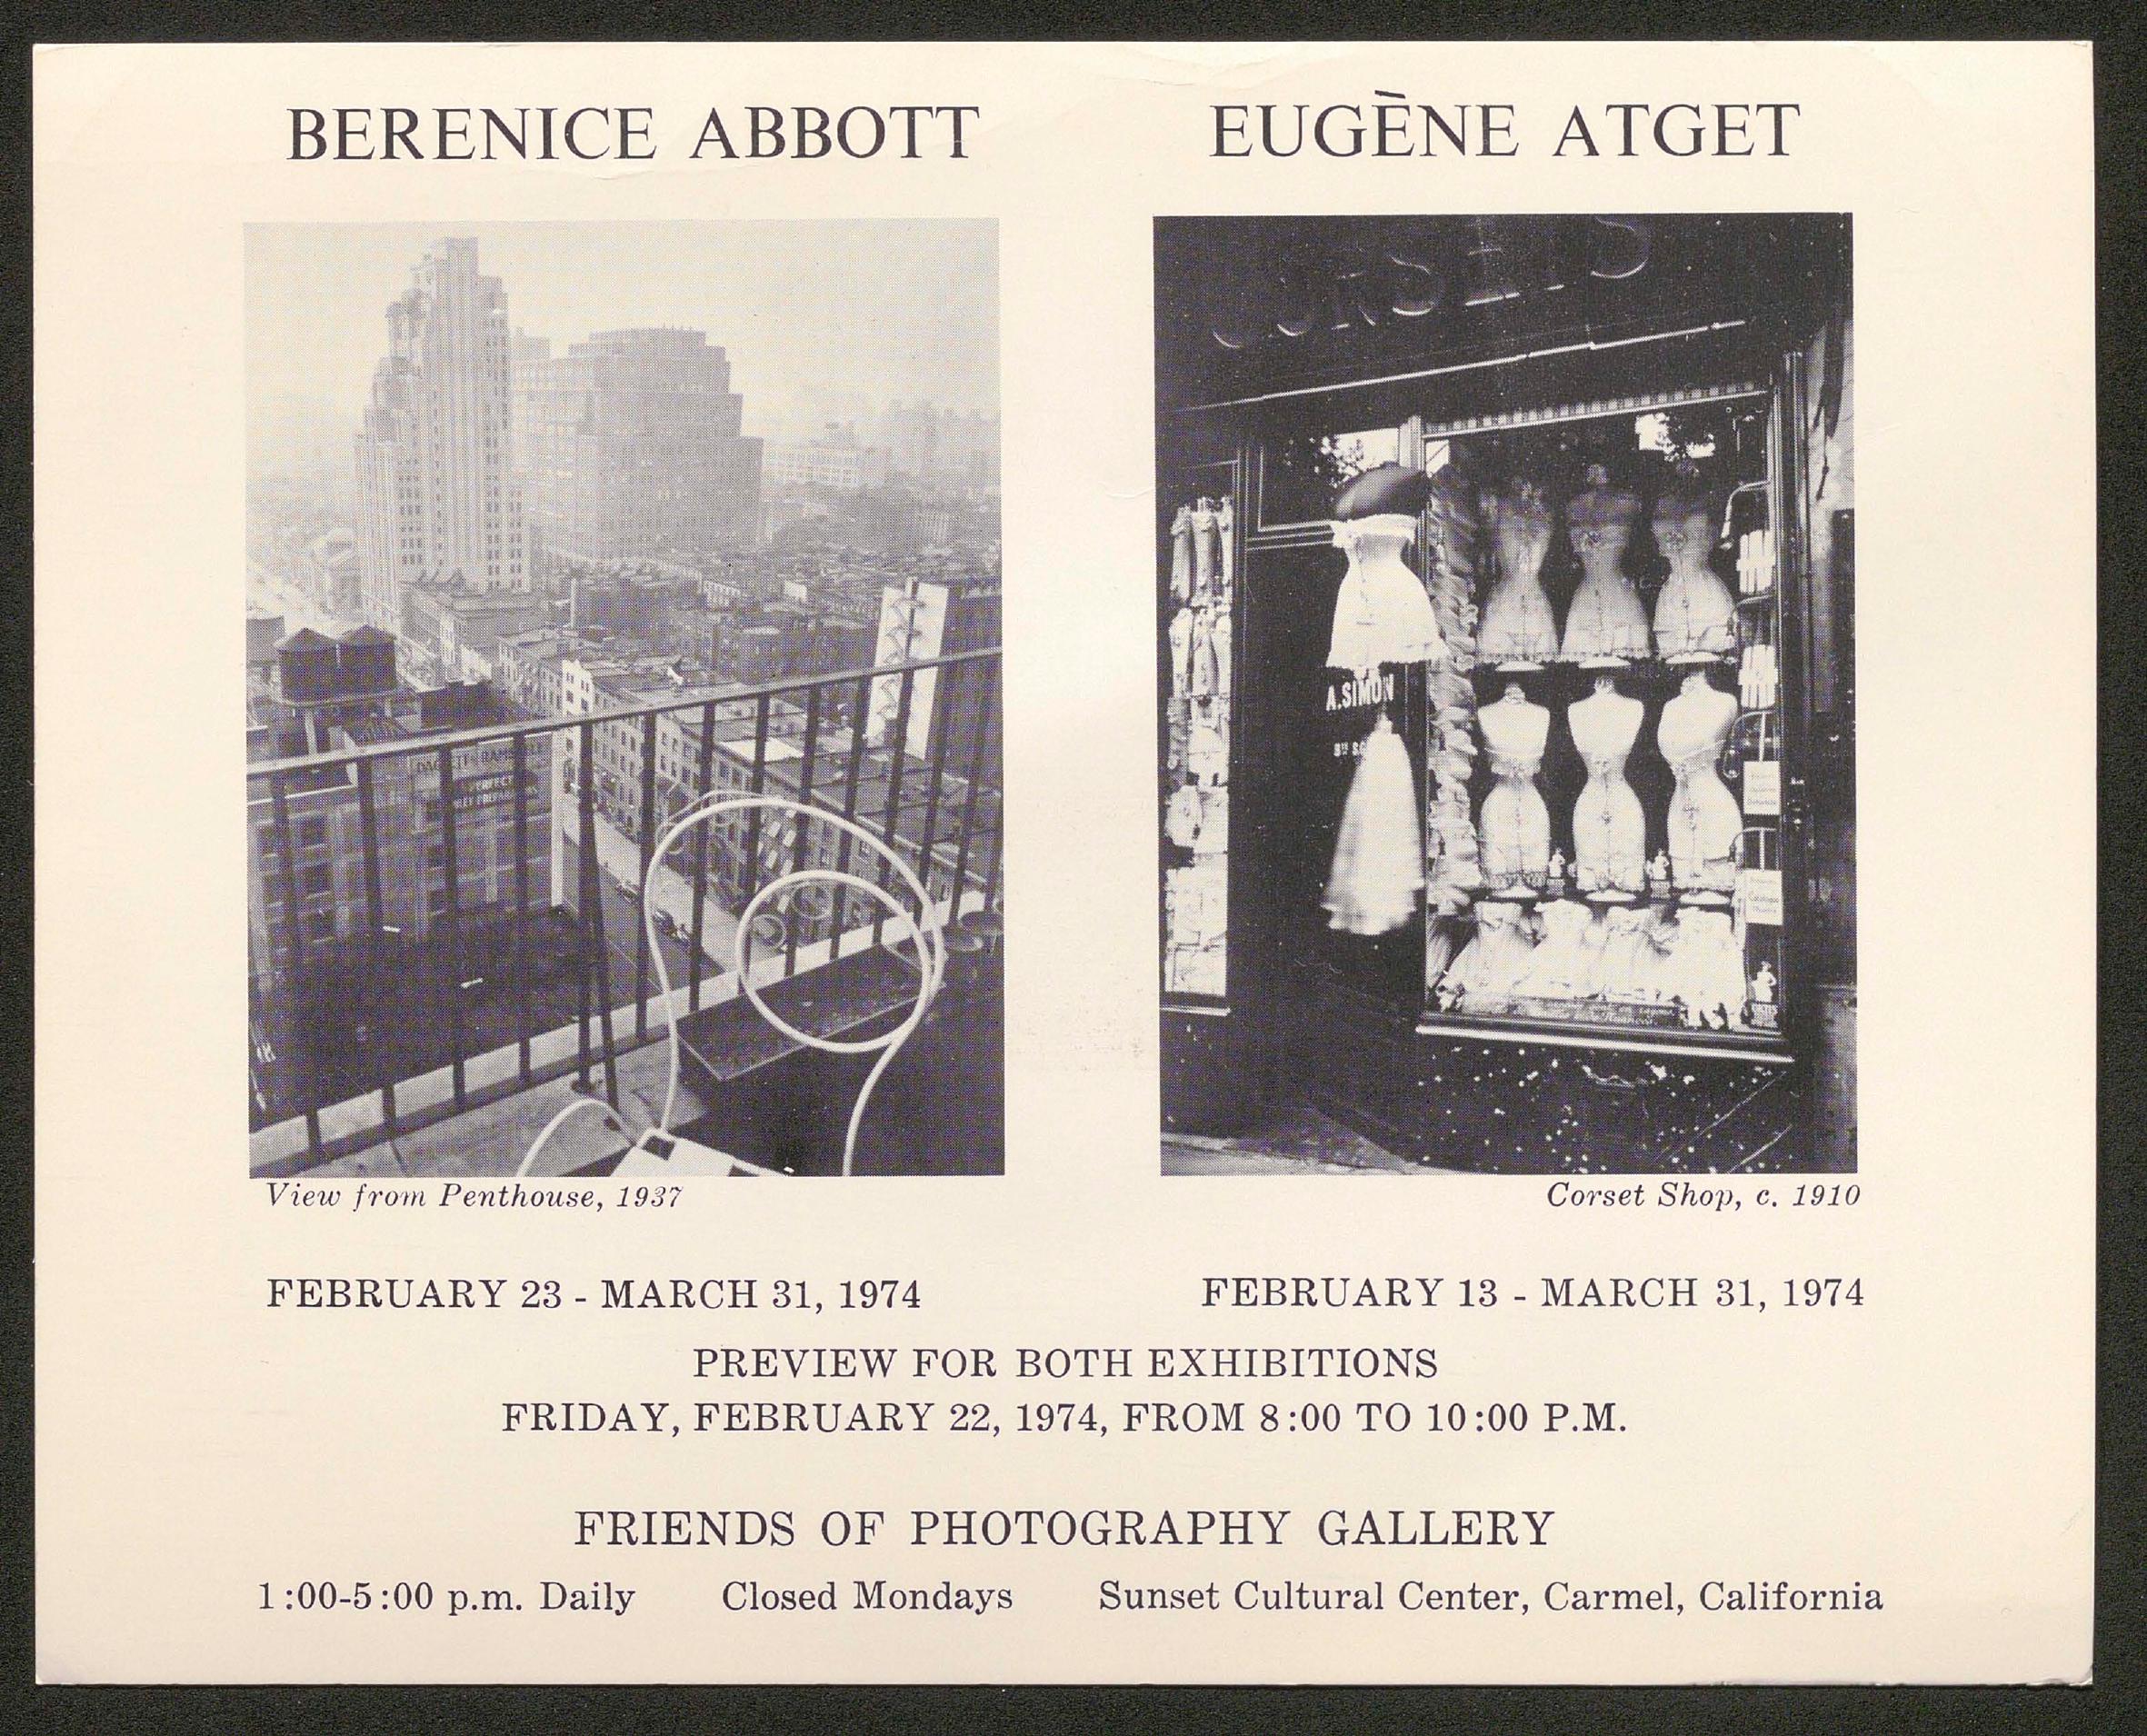 BERENICE ABBOTT
EUGÈNE ATGET
A. SIMON
View from Penthouse, 1937
Corset Shop, c. 1910
FEBRUARY 23 - MARCH 31, 1974
FEBRUARY 13 - MARCH 31, 1974
PREVIEW FOR BOTH EXHIBITIONS
FRIDAY, FEBRUARY 22, 1974, FROM 8:00 TO 10:00 P.M.
FRIENDS OF PHOTOGRAPHY GALLERY
1:00-5:00 p.m. Daily Closed Mondays Sunset Cultural Center, Carmel, California